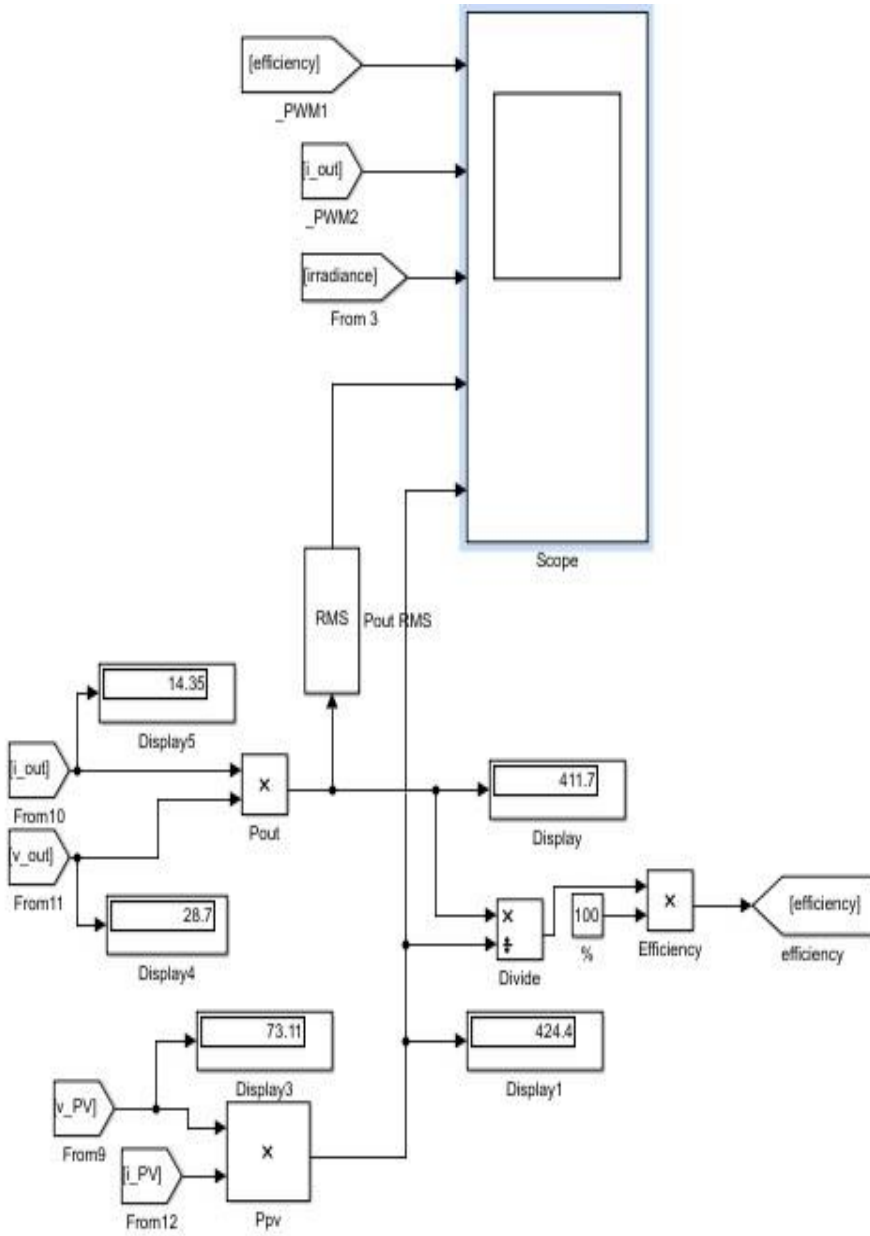 [efficiency]
_PWM1
[i_out]
_PWM2
[irradiance]
From 3
Scope
RMS
Pout RMS
14.35
Display5
[i_out]
From10
×
Pout
411.7
Display
[v_out]
From11
28.7
Display4
×
÷
Divide
100
%
×
Efficiency
[efficiency]
efficiency
73.11
Display3
424.4
Display1
[v_PV]
From9
[i_PV]
From12
×
Ppv